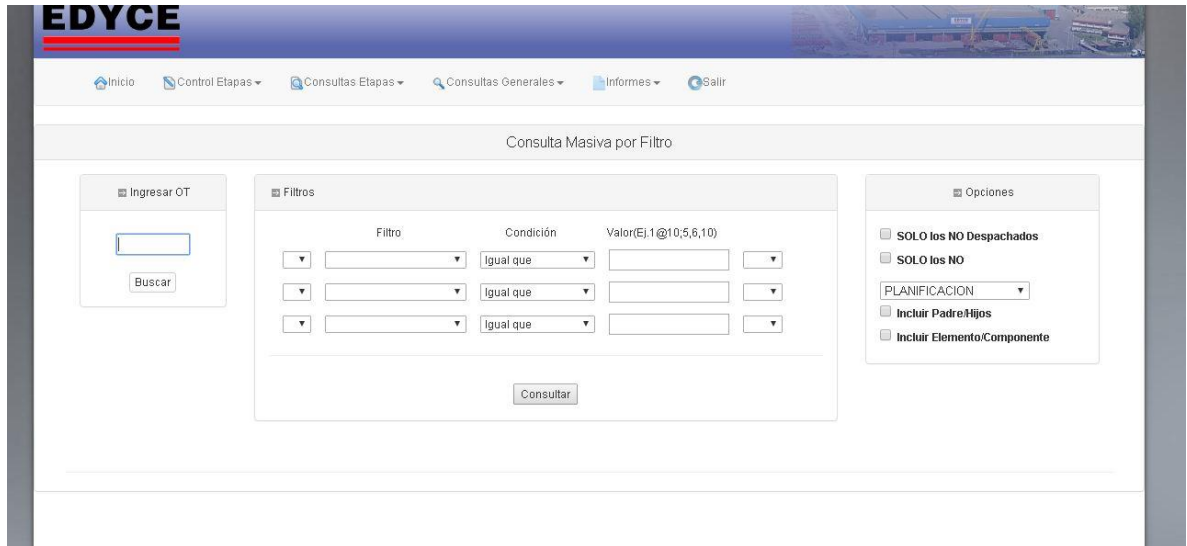 EDYCE
Inicio Control Etapas Consultas Etapas Consultas Generales Informes Salir
Consulta Masiva por Filtro
Ingresar OT
Buscar
Filtros
Filtro Condición Valor(Ej.1@10;5,6,10)
Igual que
Igual que
Igual que
Consultar
Opciones
SOLO los NO Despachados
SOLO los NO
PLANIFICACION
Incluir Padre/Hijos
Incluir Elemento/Componente